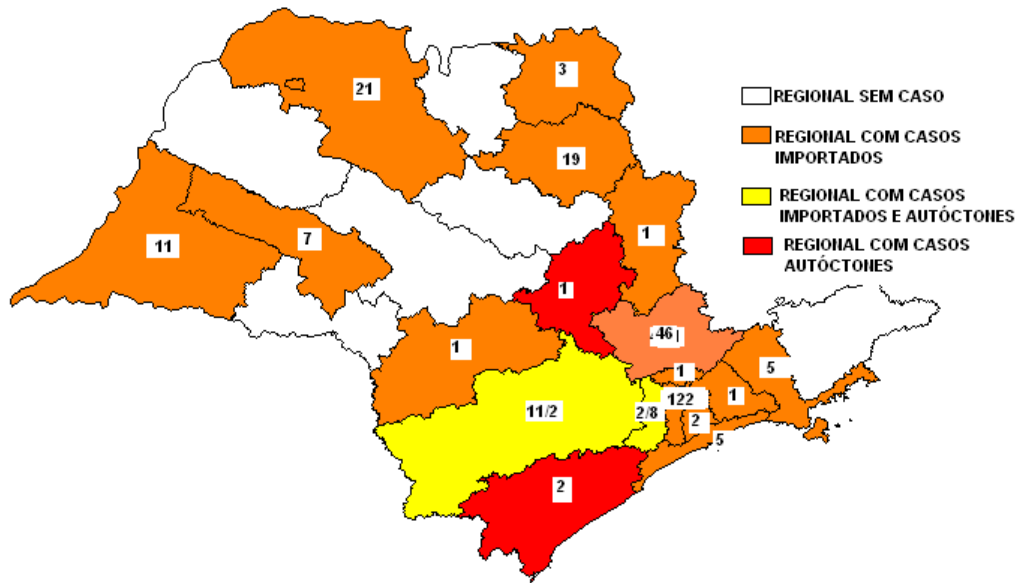 3
21
REGIONAL SEM CASO
REGIONAL COM CASOS
IMPORTADOS
19
REGIONAL COM CASOS
IMPORTADOS E AUTÓCTONES
1
7
11
REGIONAL COM CASOS
AUTÓCTONES
1
46
1
5
1
1
122
11/2
2/8
2
5
2